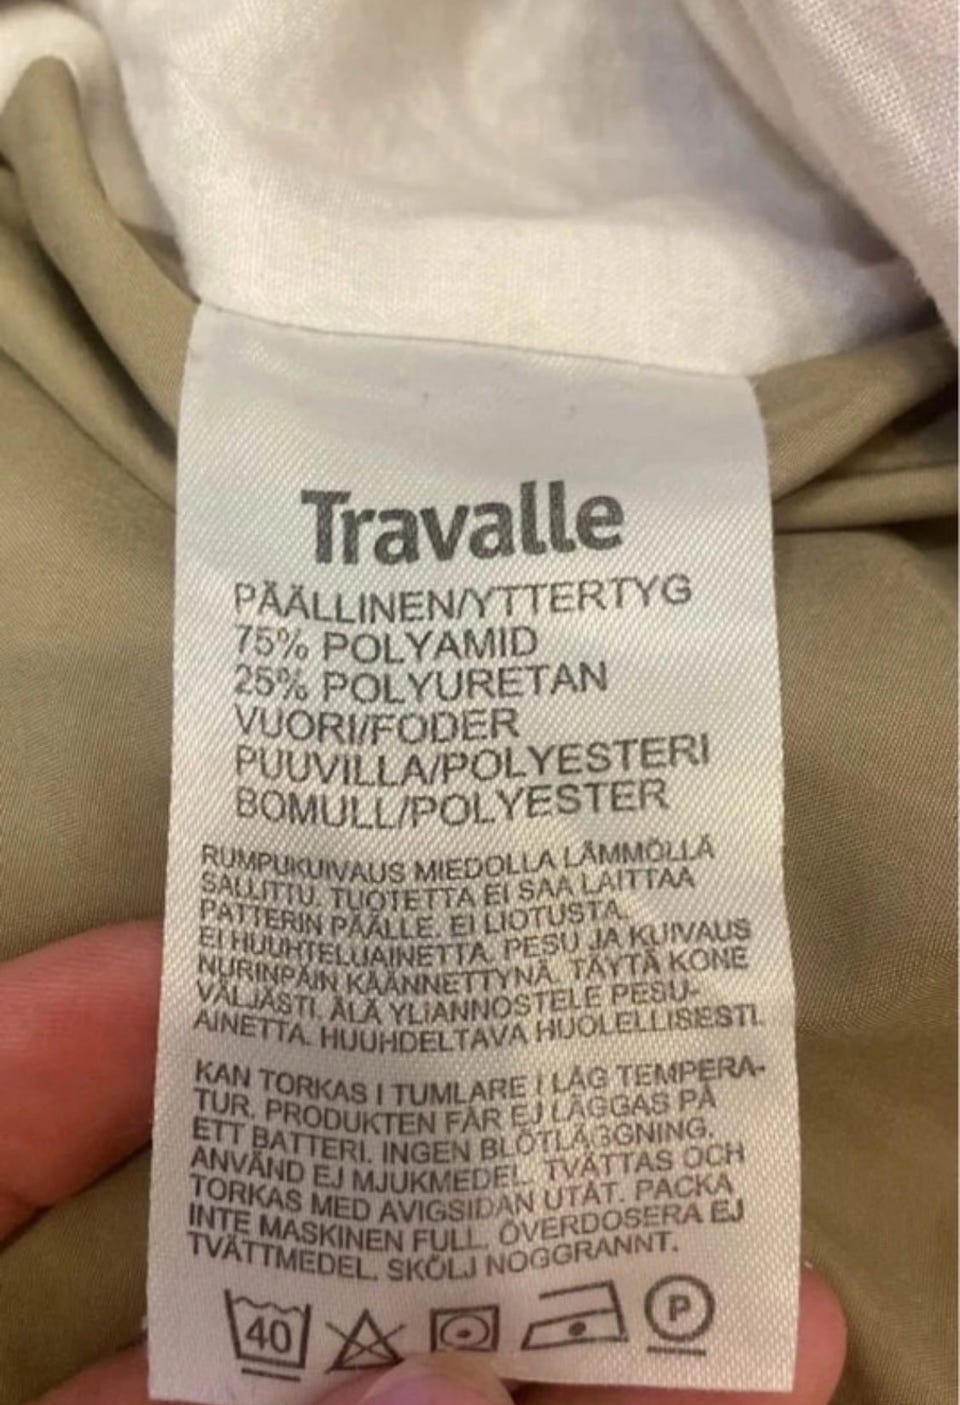 Travalle
PÄÄLLINEN/YTTERTYG
75% POLYAMID
25% POLYURETAN
VUORI/FODER
PUUVILLA/POLYESTERI
BOMULL/POLYESTER
RUMPUKUIVAUS MIEDOLLA LÄMMÖLLÄ
SALLITTU. TUOTETTA EI SAA LAITTAA
PATTERIN PÄÄLLE. EI LIOTUSTA.
EI HUUHTELUAINETTA. PESU JA KUIVAUS
NURINPÄIN KÄÄNNETTYNÄ. TÄYTÄ KONE
VÄLJÄSTI. ÄLÄ YLIANNOSTELE PESU-
AINETTA. HUUHDELTAVA HUOLELLISESTI.
KAN TORKAS I TUMLARE I LÅG TEMPERA-
TUR. PRODUKTEN FÅR EJ LÄGGAS PÅ
ETT BATTERI. INGEN BLÖTLÄGGNING.
ANVÄND EJ MJUKMEDEL. TVÄTTAS OCH
TORKAS MED AVIGSIDAN UTÅT. PACKA
INTE MASKINEN FULL. ÖVERDOSERA EJ
TVÄTTMEDEL. SKÖLJ NOGGRANNT.
40 P